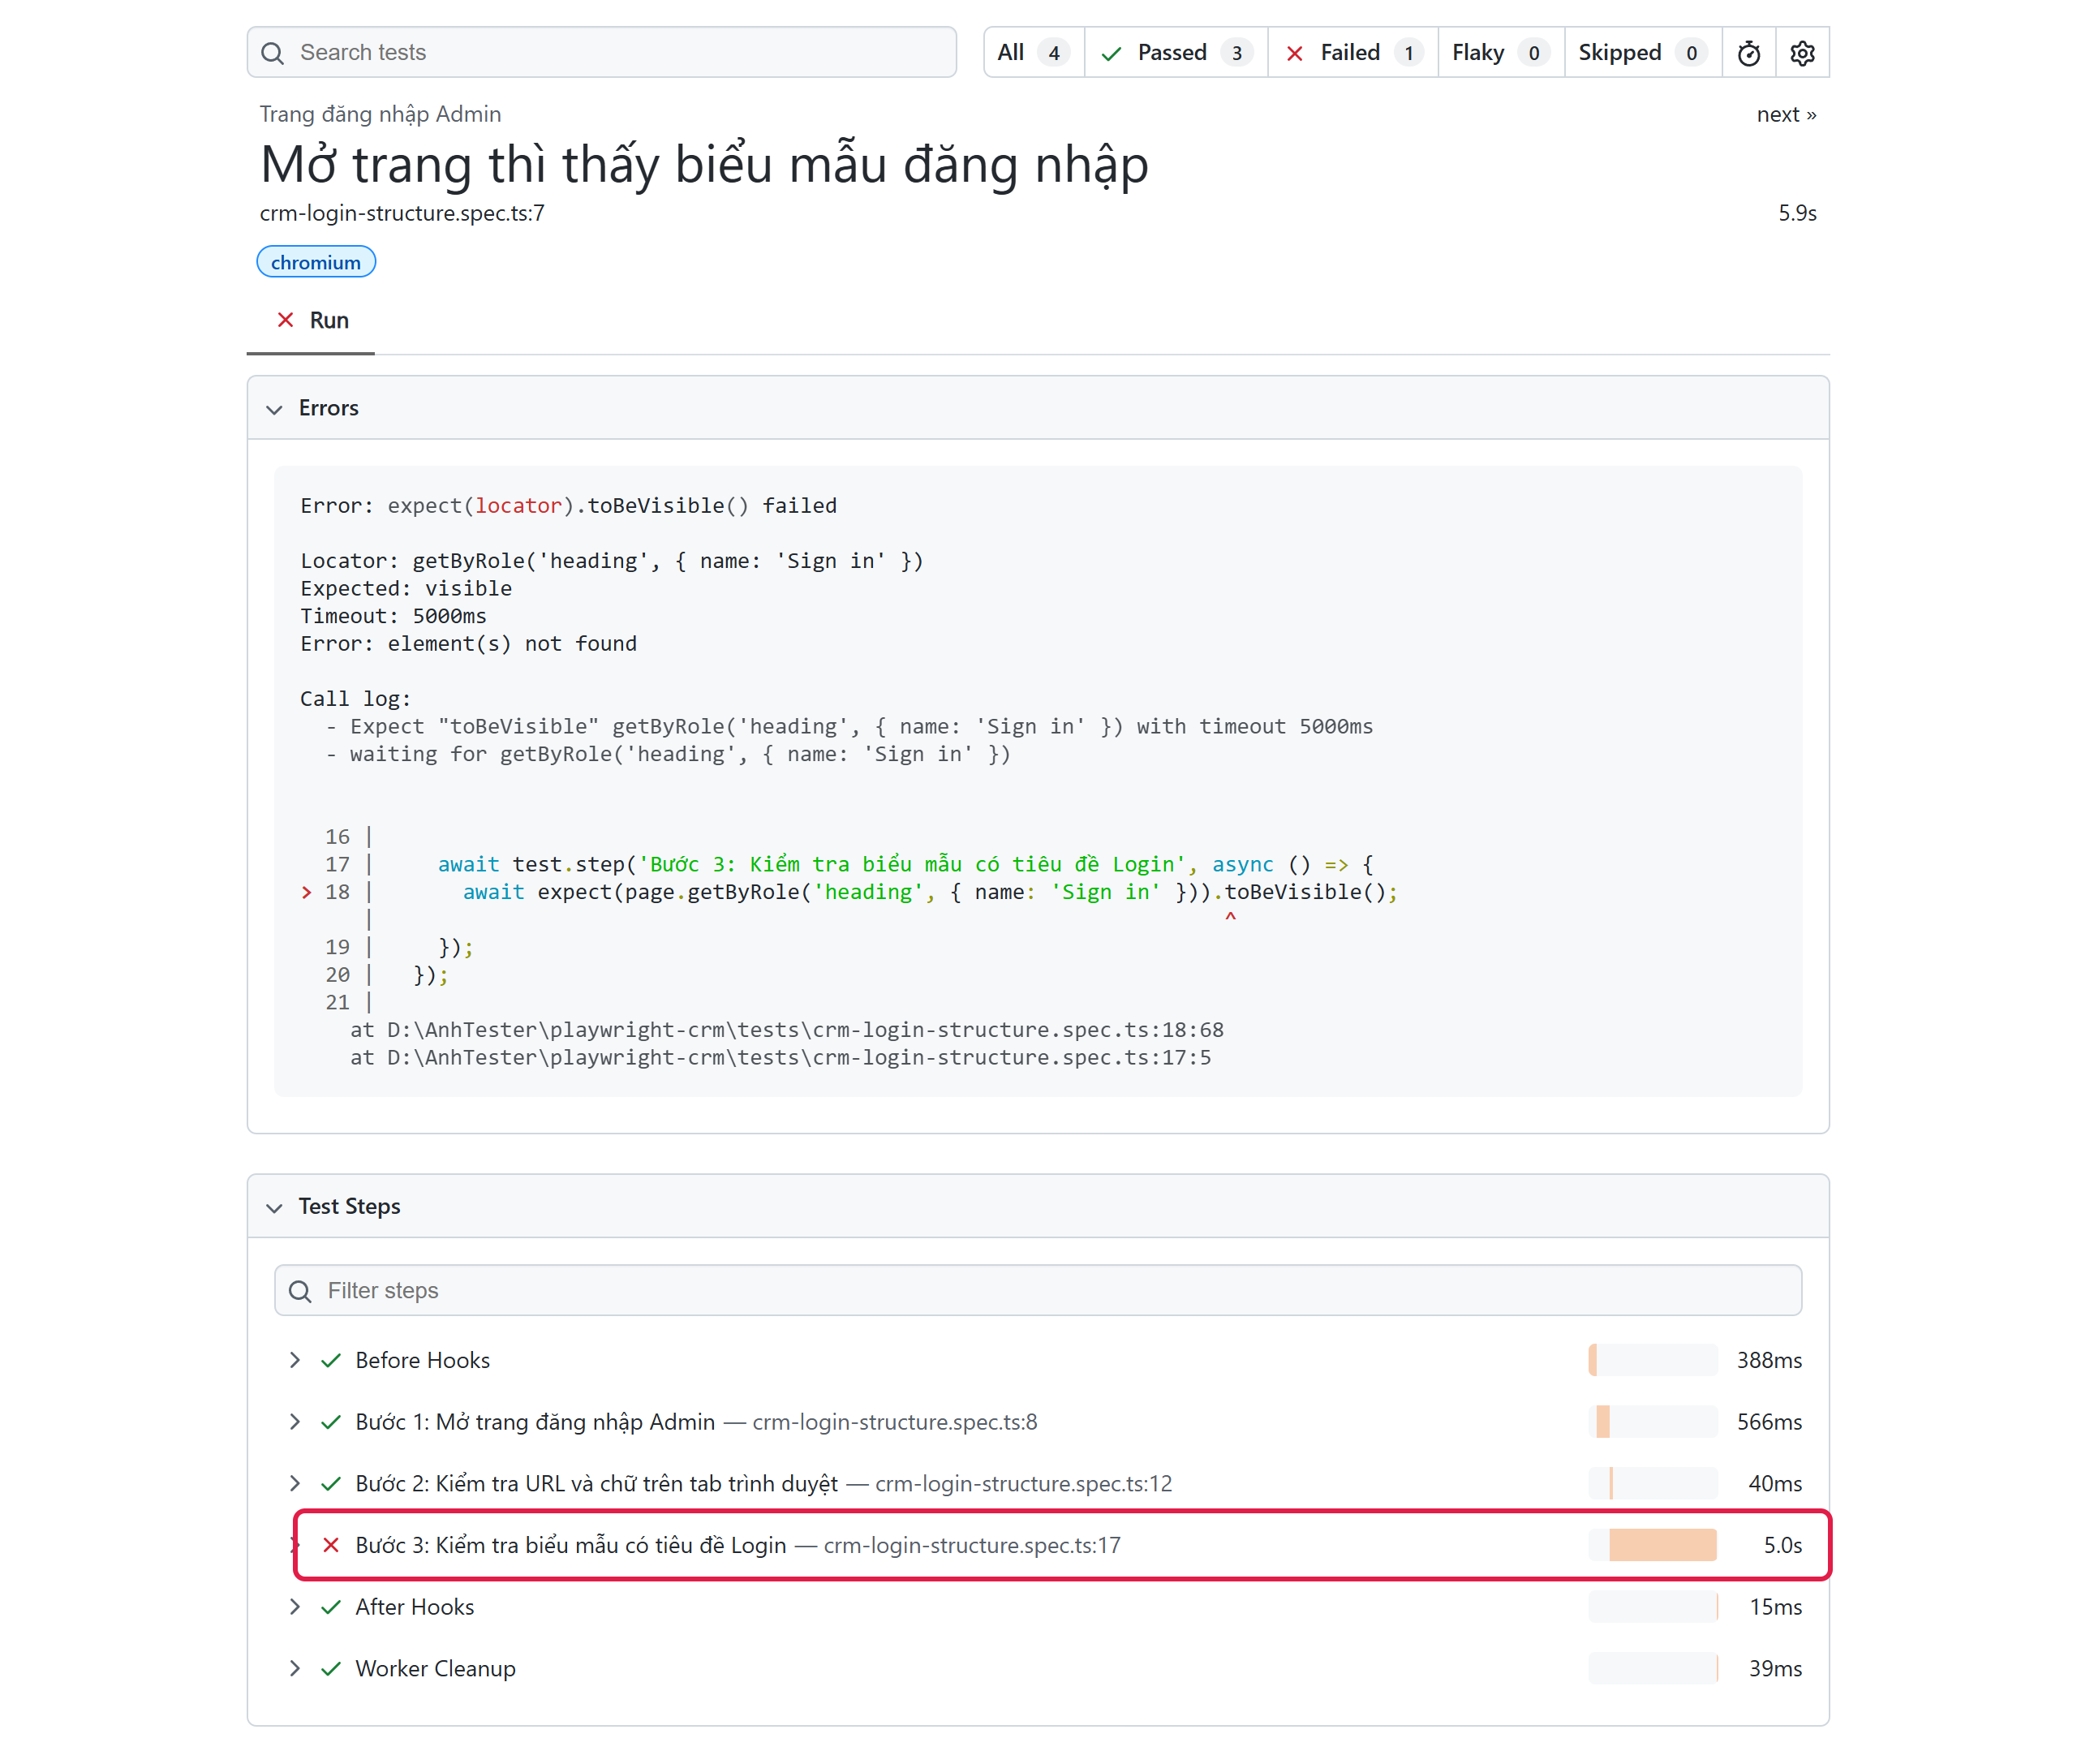 Search tests
All 4
Passed 3
Failed 1
Flaky 0
Skipped 0
Trang đăng nhập Admin
next »
Mở trang thì thấy biểu mẫu đăng nhập
crm-login-structure.spec.ts:7
5.9s
chromium
Run
Errors
Error: expect(locator).toBeVisible() failed
Locator: getByRole('heading', { name: 'Sign in' })
Expected: visible
Timeout: 5000ms
Error: element(s) not found
Call log:
- Expect "toBeVisible" getByRole('heading', { name: 'Sign in' }) with timeout 5000ms
- waiting for getByRole('heading', { name: 'Sign in' })
16 |
17 | await test.step('Bước 3: Kiểm tra biểu mẫu có tiêu đề Login', async () => {
> 18 | await expect(page.getByRole('heading', { name: 'Sign in' })).toBeVisible();
| ^
19 | });
20 | });
21 |
at D:\AnhTester\playwright-crm\tests\crm-login-structure.spec.ts:18:68
at D:\AnhTester\playwright-crm\tests\crm-login-structure.spec.ts:17:5
Test Steps
Filter steps
Before Hooks 388ms
Bước 1: Mở trang đăng nhập Admin — crm-login-structure.spec.ts:8 566ms
Bước 2: Kiểm tra URL và chữ trên tab trình duyệt — crm-login-structure.spec.ts:12 40ms
Bước 3: Kiểm tra biểu mẫu có tiêu đề Login — crm-login-structure.spec.ts:17 5.0s
After Hooks 15ms
Worker Cleanup 39ms